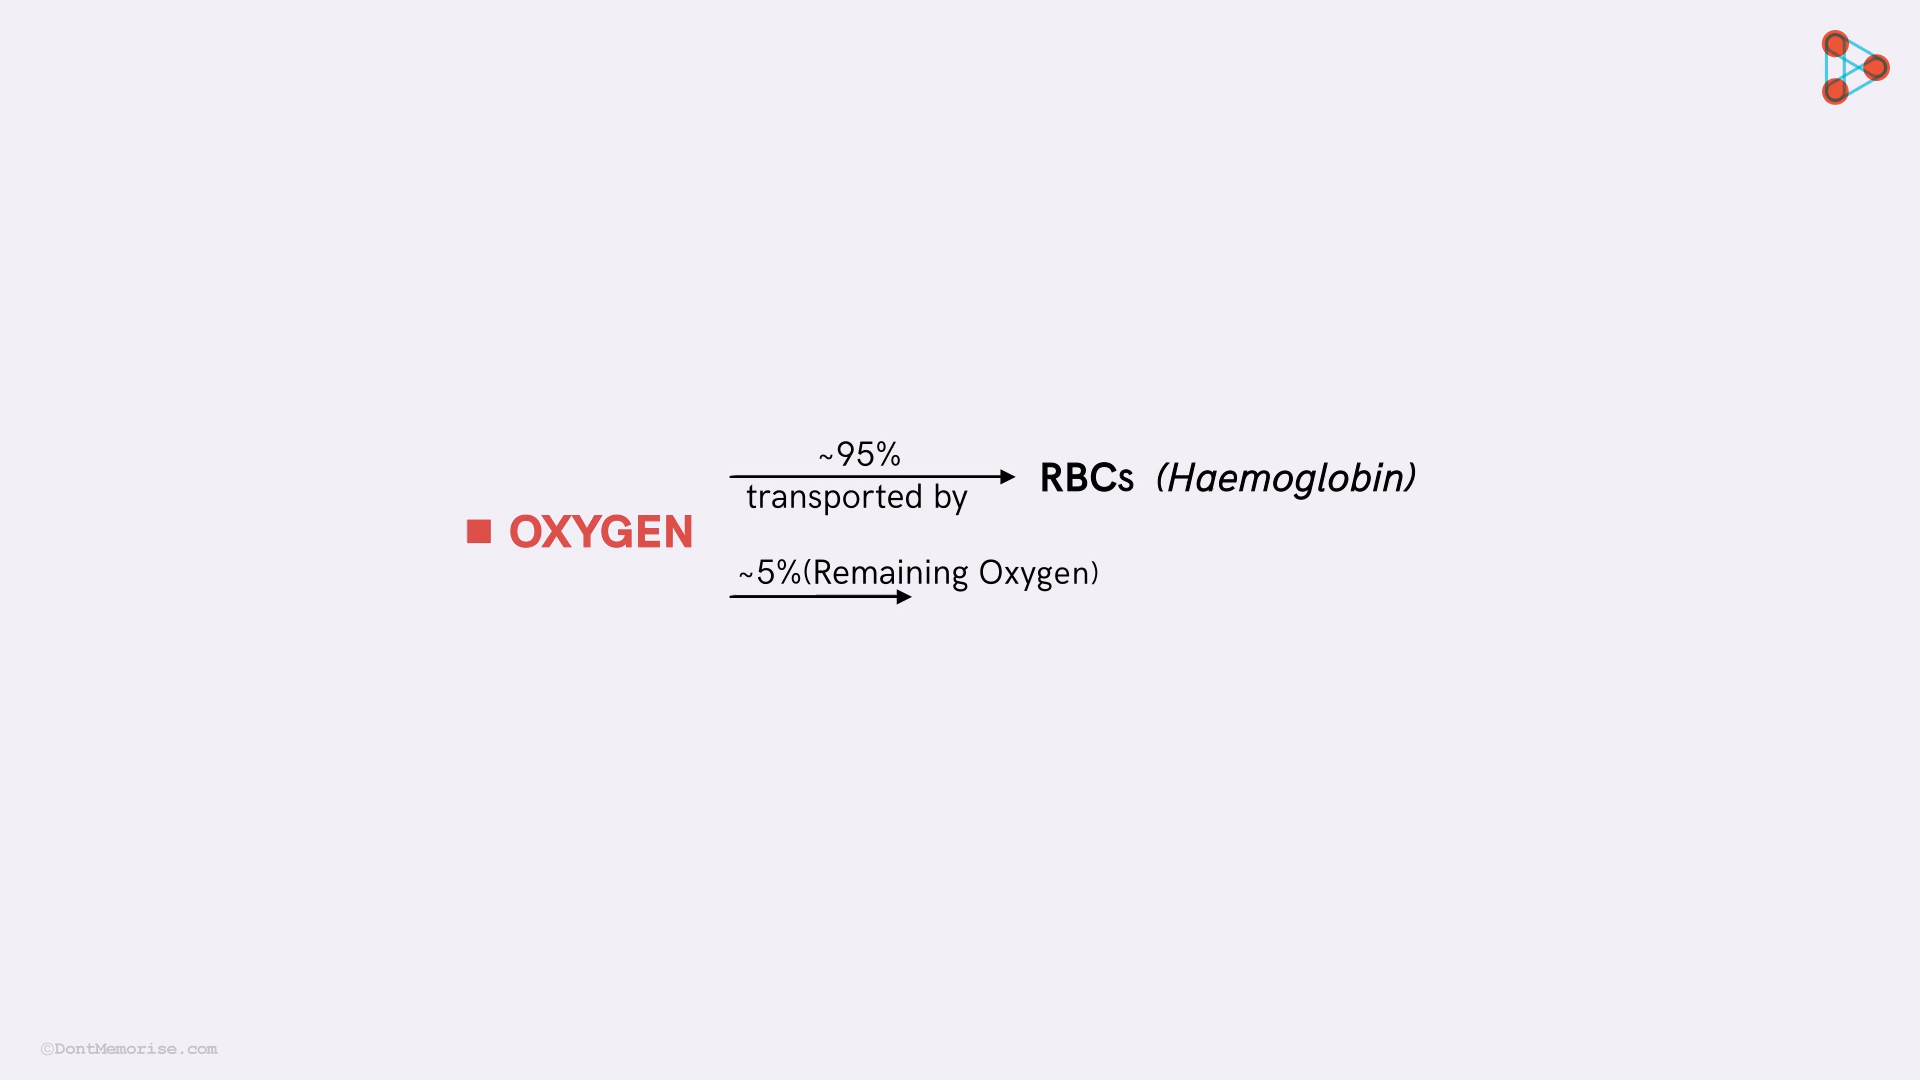 ~95%
transported by
RBCs (Haemoglobin)
■ OXYGEN
~5%(Remaining Oxygen)
©DontMemorise.com